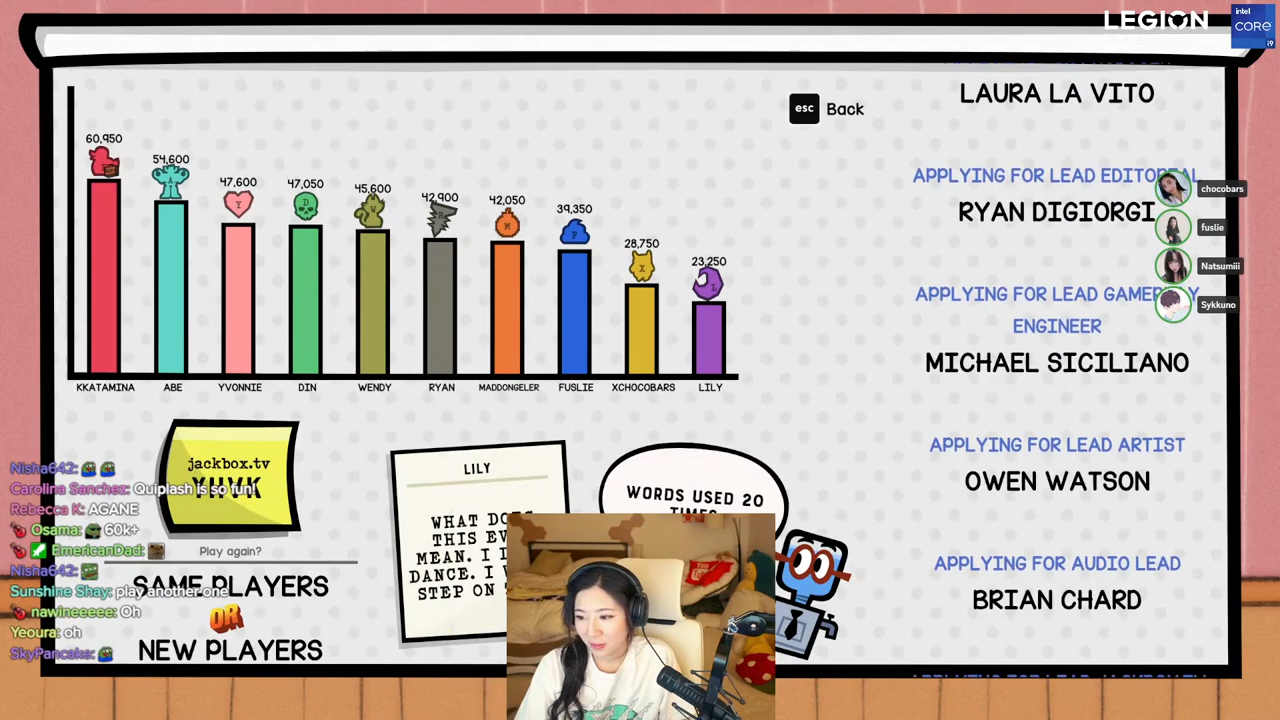 LEGION
intel
CORE
i9
LAURA LA VITO
esc Back
60,950
54,600
47,600
47,050
45,600
42,900
42,050
39,350
28,750
23,250
KKATAMINA ABE YVONNIE DIN WENDY RYAN MADDONGELER FUSLIE XCHOCOBARS LILY
APPLYING FOR LEAD EDITORIAL
RYAN DIGIORGI
chocobars
fuslie
Natsumiii
Sykkuno
APPLYING FOR LEAD GAMEPLAY
ENGINEER
MICHAEL SICILIANO
APPLYING FOR LEAD ARTIST
OWEN WATSON
APPLYING FOR AUDIO LEAD
BRIAN CHARD
jackbox.tv
Play again?
SAME PLAYERS
OR
NEW PLAYERS
LILY
WHAT DOES
THIS EV
MEAN. I I
DANCE. I
STEP ON
WORDS USED 20
TIMES
Nisha642:
Carolina Sanchez: Quiplash is so fun!
Rebecca K: AGANE
Osama: 60k+
EmericanDad:
Nisha642:
Sunshine Shay: play another one
nawineeeee: Oh
Yeoura: oh
SkyPancake: